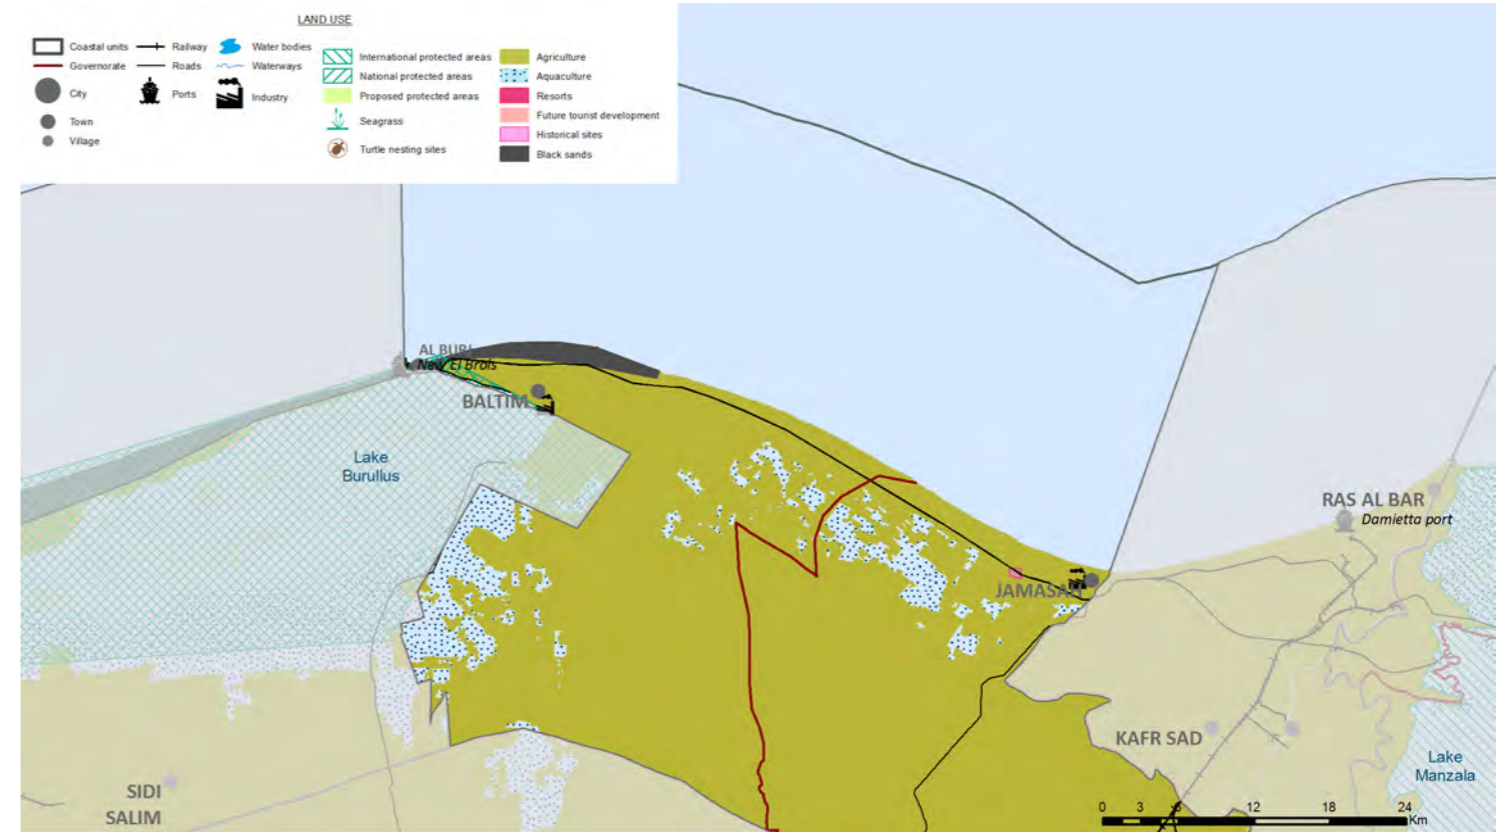 LAND USE
Coastal units
Railway
Water bodies
International protected areas
Agriculture
Governorate
Roads
Waterways
National protected areas
Aquaculture
City
Ports
Industry
Proposed protected areas
Resorts
Town
Seagrass
Future tourist development
Village
Turtle nesting sites
Historical sites
Black sands
New El Brols
BALTIM
Lake
Burullus
RAS AL BAR
Damietta port
JAMASAH
KAFR SAD
Lake
Manzala
SIDI
SALIM
0 3 6 12 18 24
Km